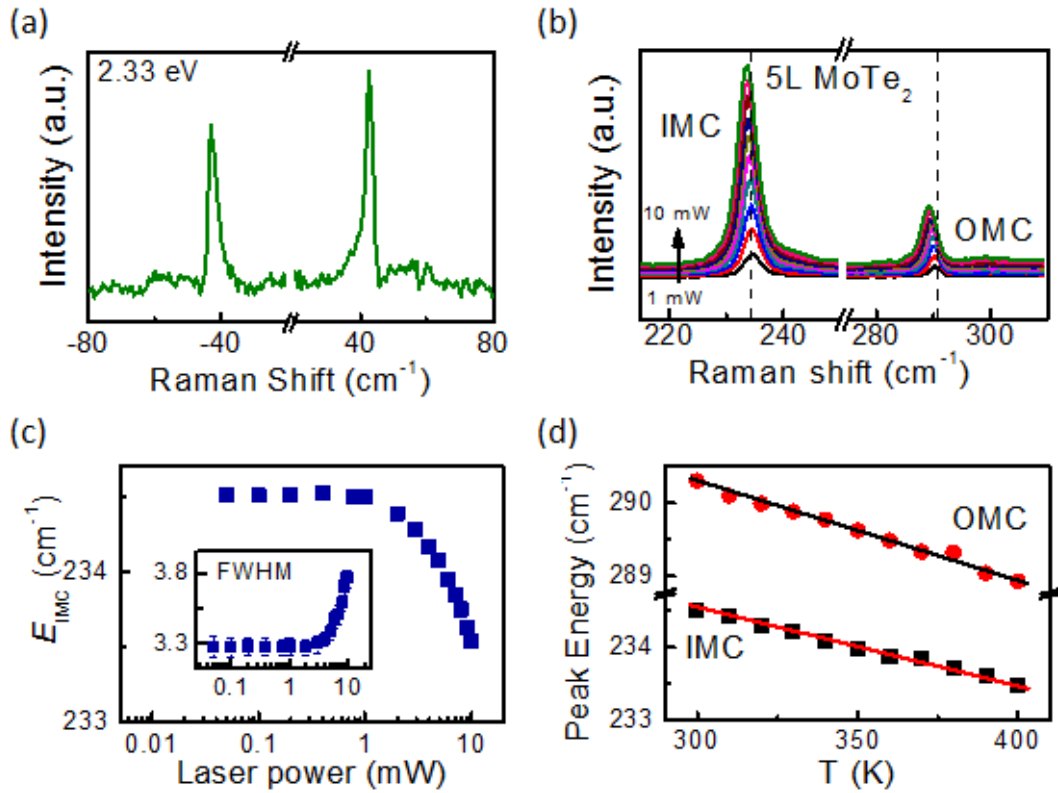 (a)
2.33 eV
Intensity (a.u.)
-80 -40 40 80
Raman Shift (cm⁻¹)
(b)
5L MoTe₂
IMC
10 mW
1 mW
OMC
Intensity (a.u.)
220 240 280 300
Raman shift (cm⁻¹)
(c)
E_IMC (cm⁻¹)
234
233
3.8
3.3
FWHM
0.1 1 10
0.01 0.1 1 10
Laser power (mW)
(d)
Peak Energy (cm⁻¹)
290
289
234
233
OMC
IMC
300 350 400
T (K)